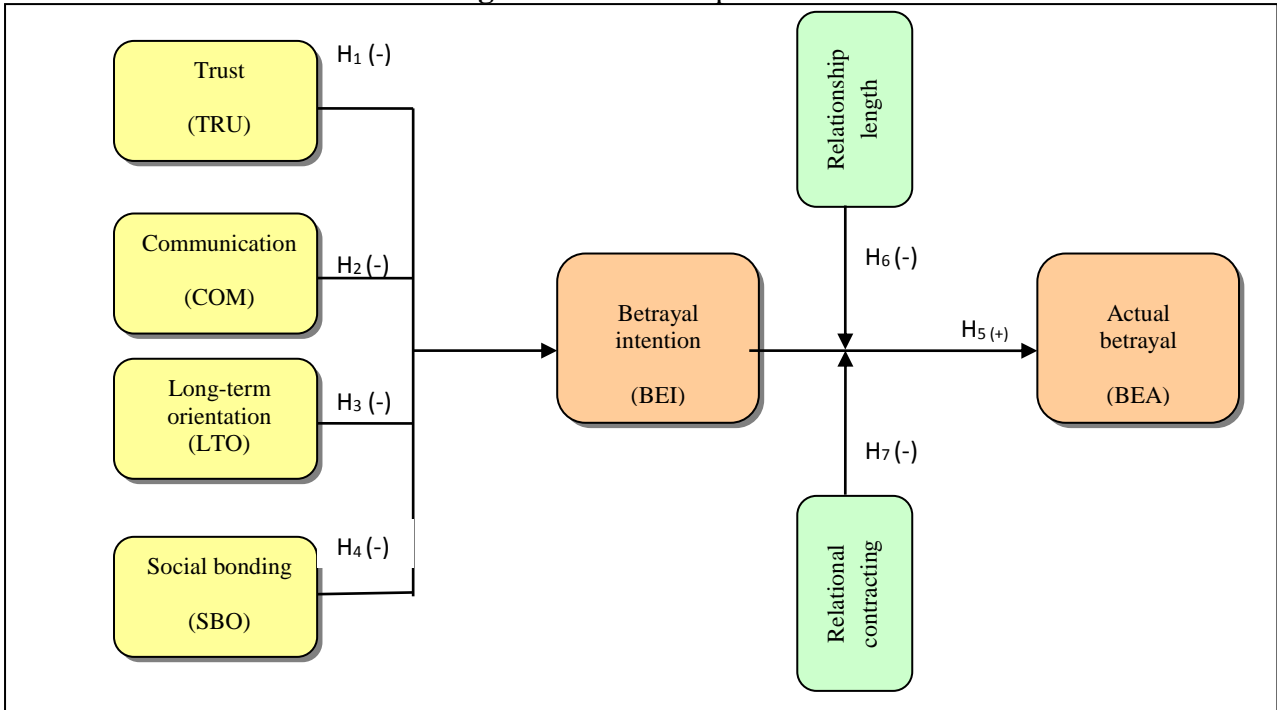 Trust
(TRU)
H1 (-)
Communication
(COM)
H2 (-)
Long-term
orientation
(LTO)
H3 (-)
Social bonding
(SBO)
H4 (-)
Betrayal
intention
(BEI)
Relationship
length
H6 (-)
H5 (+)
H7 (-)
Relational
contracting
Actual
betrayal
(BEA)